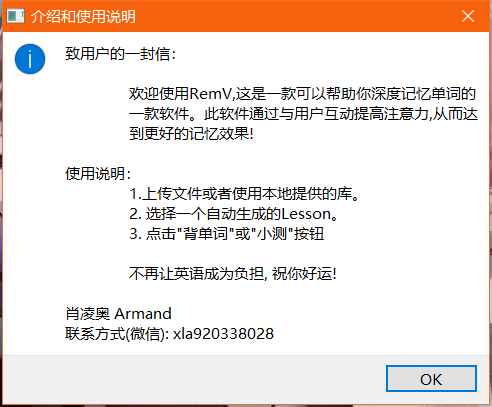 介绍和使用说明
致用户的一封信：
欢迎使用RemV,这是一款可以帮助你深度记忆单词的
一款软件。此软件通过与用户互动提高注意力,从而达
到更好的记忆效果!
使用说明：
1.上传文件或者使用本地提供的库。
2. 选择一个自动生成的Lesson。
3. 点击"背单词"或"小测"按钮
不再让英语成为负担, 祝你好运!
肖凌奥 Armand
联系方式(微信): xla920338028
OK